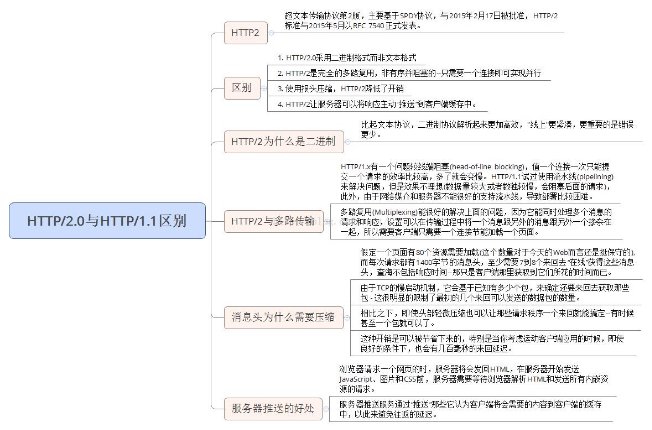 HTTP/2.0与HTTP/1.1区别
HTTP2
超文本传输协议第2版，主要基于SPDY协议，与2015年2月17日被批准，HTTP/2
标准与2015年5月以RFC 7540正式发表。
区别
1. HTTP/2.0采用二进制格式而非文本格式
2. HTTP/2是完全的多路复用，非有序并阻塞的--只需要一个连接即可实现并行
3. 使用报头压缩，HTTP/2降低了开销
4. HTTP/2让服务器可以将响应主动“推送”到客户端缓存中。
HTTP/2为什么是二进制
比起文本协议，二进制协议解析起来更加高效，“线上”更紧凑，更重要的是错误
更少。
HTTP/2与多路传输
HTTP/1.x有一个问题叫线端阻塞(head-of-line blocking)，值一个连接一次只能提
交一个请求的效率比较高，多了就会变慢。HTTP/1.1试过使用流水线(pipelining)
来解决问题，但是效果不理想(数据量较大或者较独较慢，会阻塞后面的请求)，
此外，由于网络媒介和服务器不能很好的支持流水线，导致部署比较困难。
多路复用(Multiplexing)能很好的解决上面的问题，因为它能同时处理多个消息的
请求和响应，设置可以在传输过程中将一个消息跟另外的消息跟另外一个掺杂在
一起，所以需要客户端只需要一个连接节能加载一个页面。
消息头为什么需要压缩
假定一个页面有80个资源需要加载(这个数量对于今天的Web而言还是挺保守的),
而每次请求都有1400字节的消息头，至少需要7到8个来回去“在线”获得这些消息
头，查询不包括响应时间--那只是客户端那里获取到它们所花的时间而已。
由于TCP的慢启动机制，它会基于已知有多少个包，来确定还要来回去获取那些
包 - 这很明显的限制了最初的几个来回可以发送的数据包的数量。
相比之下，即使头部轻微压缩也可以让那些请求秩序一个来回就能搞定--有时候
甚至一个包就可以了。
这种开销是可以被节省下来的，特别是当你考虑运动客户端应用的时候，即使
良好的条件下，也会有几百毫秒的来回延迟。
服务器推送的好处
浏览器请求一个网页的时，服务器将会发回HTML，在服务器开始发送
JavaScript、图片和CSS前，服务器需要等待浏览器解析HTML和发送所有内嵌资
源的请求。
服务器推送服务通过“推送”那些它认为客户端将会需要的内容到客户端的缓存
中，以此来避免往返的延迟。